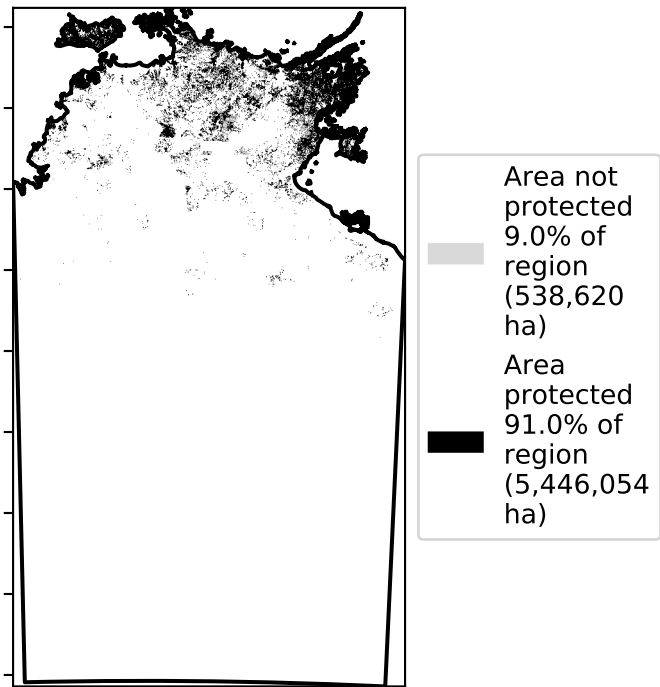 Area not
protected
9.0% of
region
(538,620
ha)
Area
protected
91.0% of
region
(5,446,054
ha)